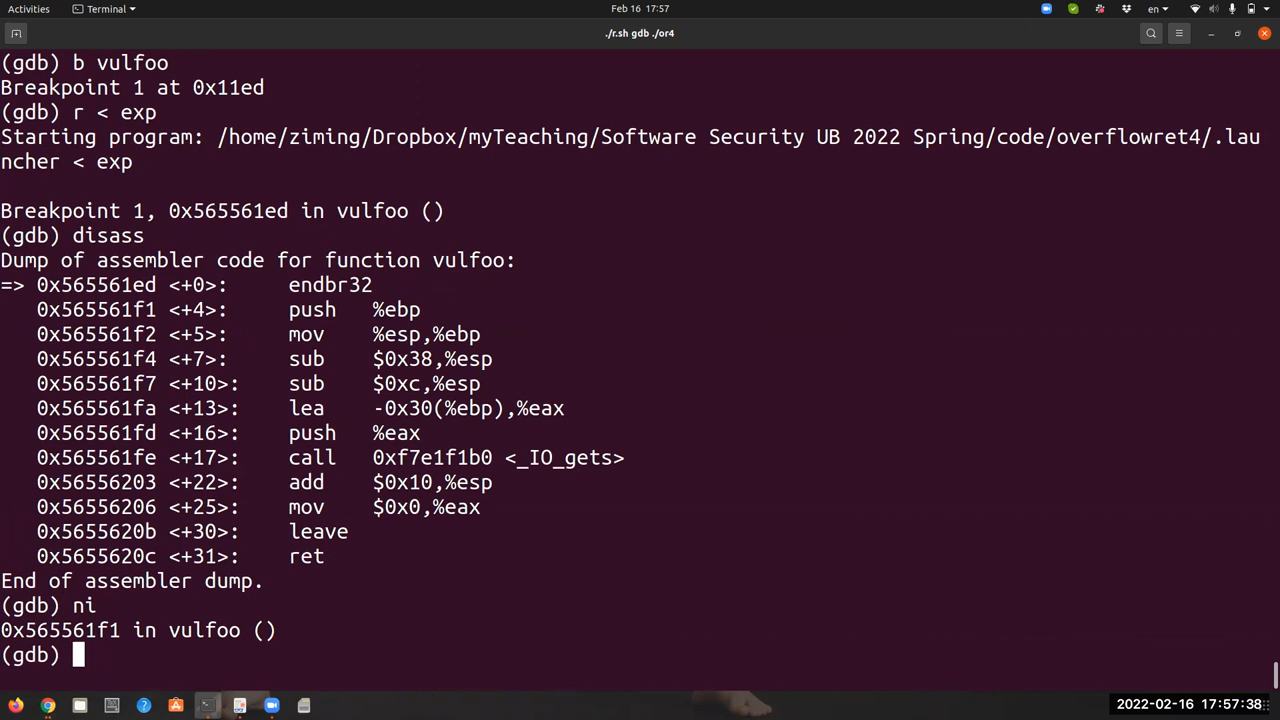 Activities
Terminal
Feb 16 17:57
en
./r.sh gdb ./or4
(gdb) b vulfoo
Breakpoint 1 at 0x11ed
(gdb) r < exp
Starting program: /home/ziming/Dropbox/myTeaching/Software Security UB 2022 Spring/code/overflowret4/.lau
ncher < exp
Breakpoint 1, 0x565561ed in vulfoo ()
(gdb) disass
Dump of assembler code for function vulfoo:
=> 0x565561ed <+0>: endbr32
0x565561f1 <+4>: push %ebp
0x565561f2 <+5>: mov %esp,%ebp
0x565561f4 <+7>: sub $0x38,%esp
0x565561f7 <+10>: sub $0xc,%esp
0x565561fa <+13>: lea -0x30(%ebp),%eax
0x565561fd <+16>: push %eax
0x565561fe <+17>: call 0xf7e1f1b0 <_IO_gets>
0x56556203 <+22>: add $0x10,%esp
0x56556206 <+25>: mov $0x0,%eax
0x5655620b <+30>: leave
0x5655620c <+31>: ret
End of assembler dump.
(gdb) ni
0x565561f1 in vulfoo ()
(gdb)
2022-02-16 17:57:38